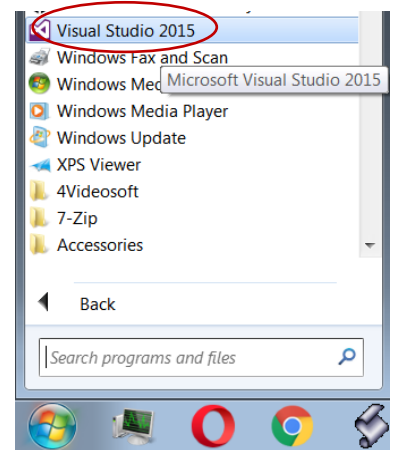 Visual Studio 2015
Windows Fax and Scan
Windows Med
Microsoft Visual Studio 2015
Windows Media Player
Windows Update
XPS Viewer
4Videosoft
7-Zip
Accessories
Back
Search programs and files